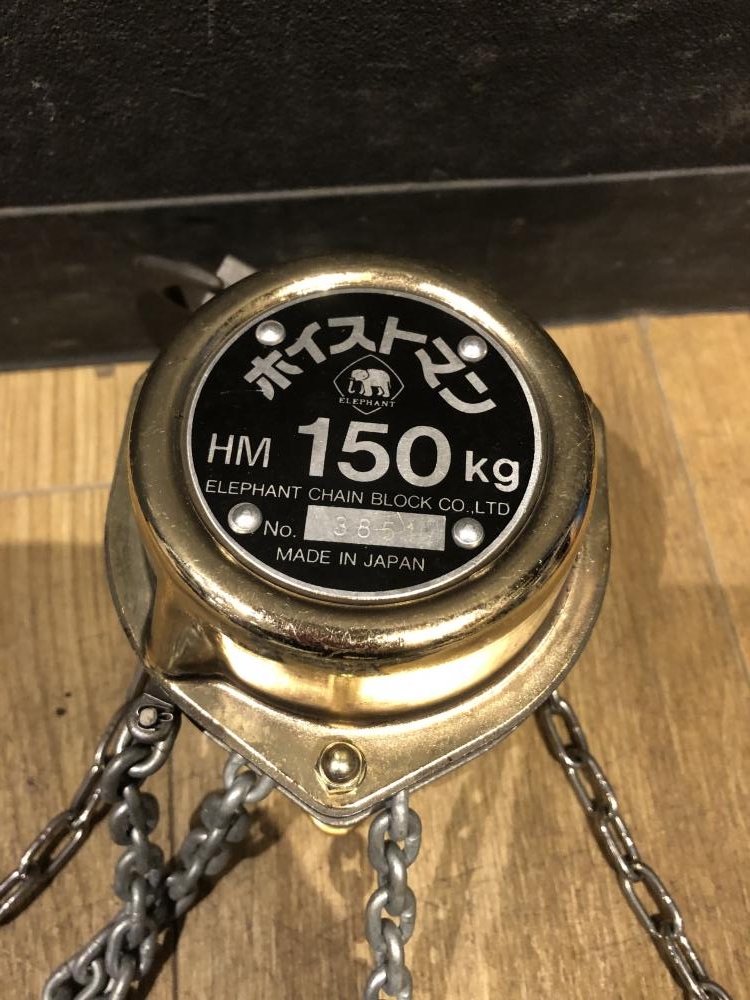 ホイストマン
ELEPHANT
HM 150 kg
ELEPHANT CHAIN BLOCK CO.,LTD
No.
MADE IN JAPAN